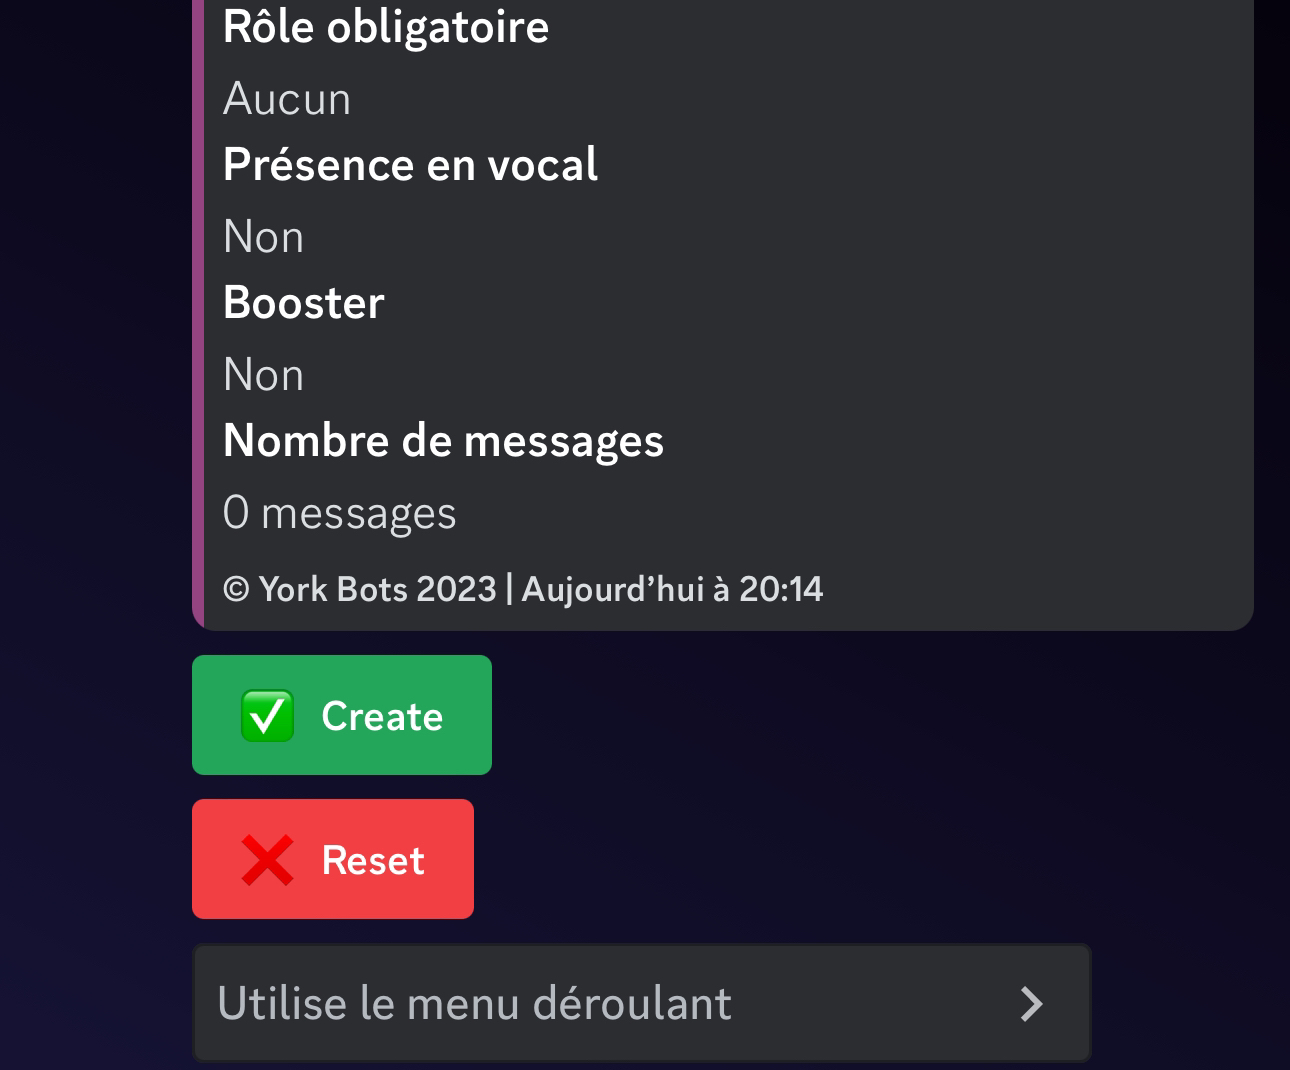 Rôle obligatoire
Aucun
Présence en vocal
Non
Booster
Non
Nombre de messages
0 messages
© York Bots 2023 | Aujourd’hui à 20:14
Create
Reset
Utilise le menu déroulant